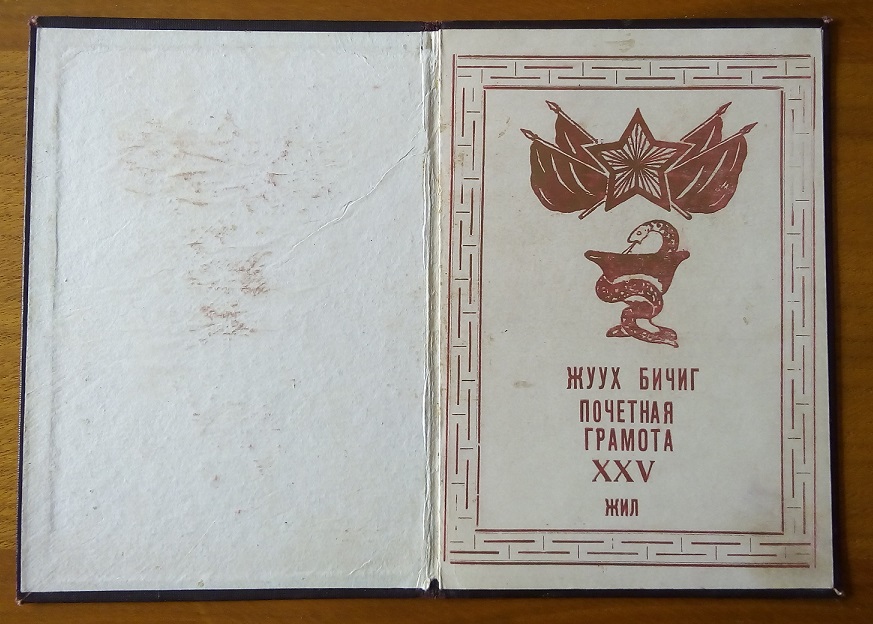 ЖУУХ БИЧИГ
ПОЧЕТНАЯ
ГРАМОТА
XXV
ЖИЛ